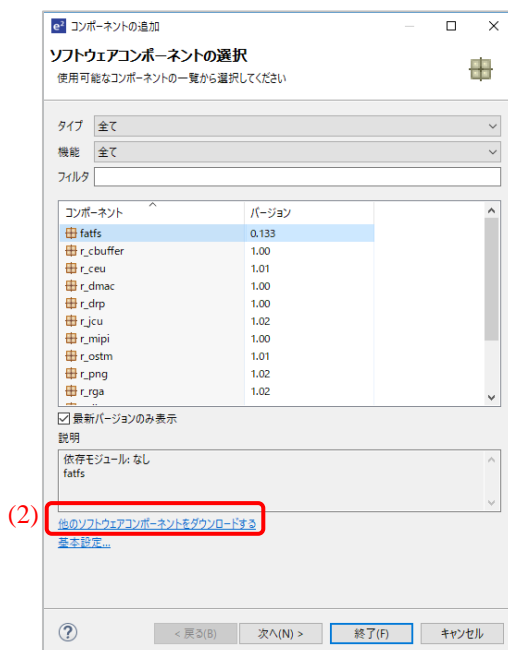 e² コンポーネントの追加
ソフトウェアコンポーネントの選択
使用可能なコンポーネントの一覧から選択してください
タイプ 全て
機能 全て
フィルタ
コンポーネント バージョン
fatfs 0.133
r_cbuffer 1.00
r_ceu 1.01
r_dmac 1.00
r_drp 1.00
r_jcu 1.02
r_mipi 1.00
r_ostm 1.01
r_png 1.02
r_rga 1.02
最新バージョンのみ表示
説明
依存モジュール: なし
fatfs
(2) 他のソフトウェアコンポーネントをダウンロードする
基本設定...
? < 戻る(B) 次へ(N) > 終了(F) キャンセル